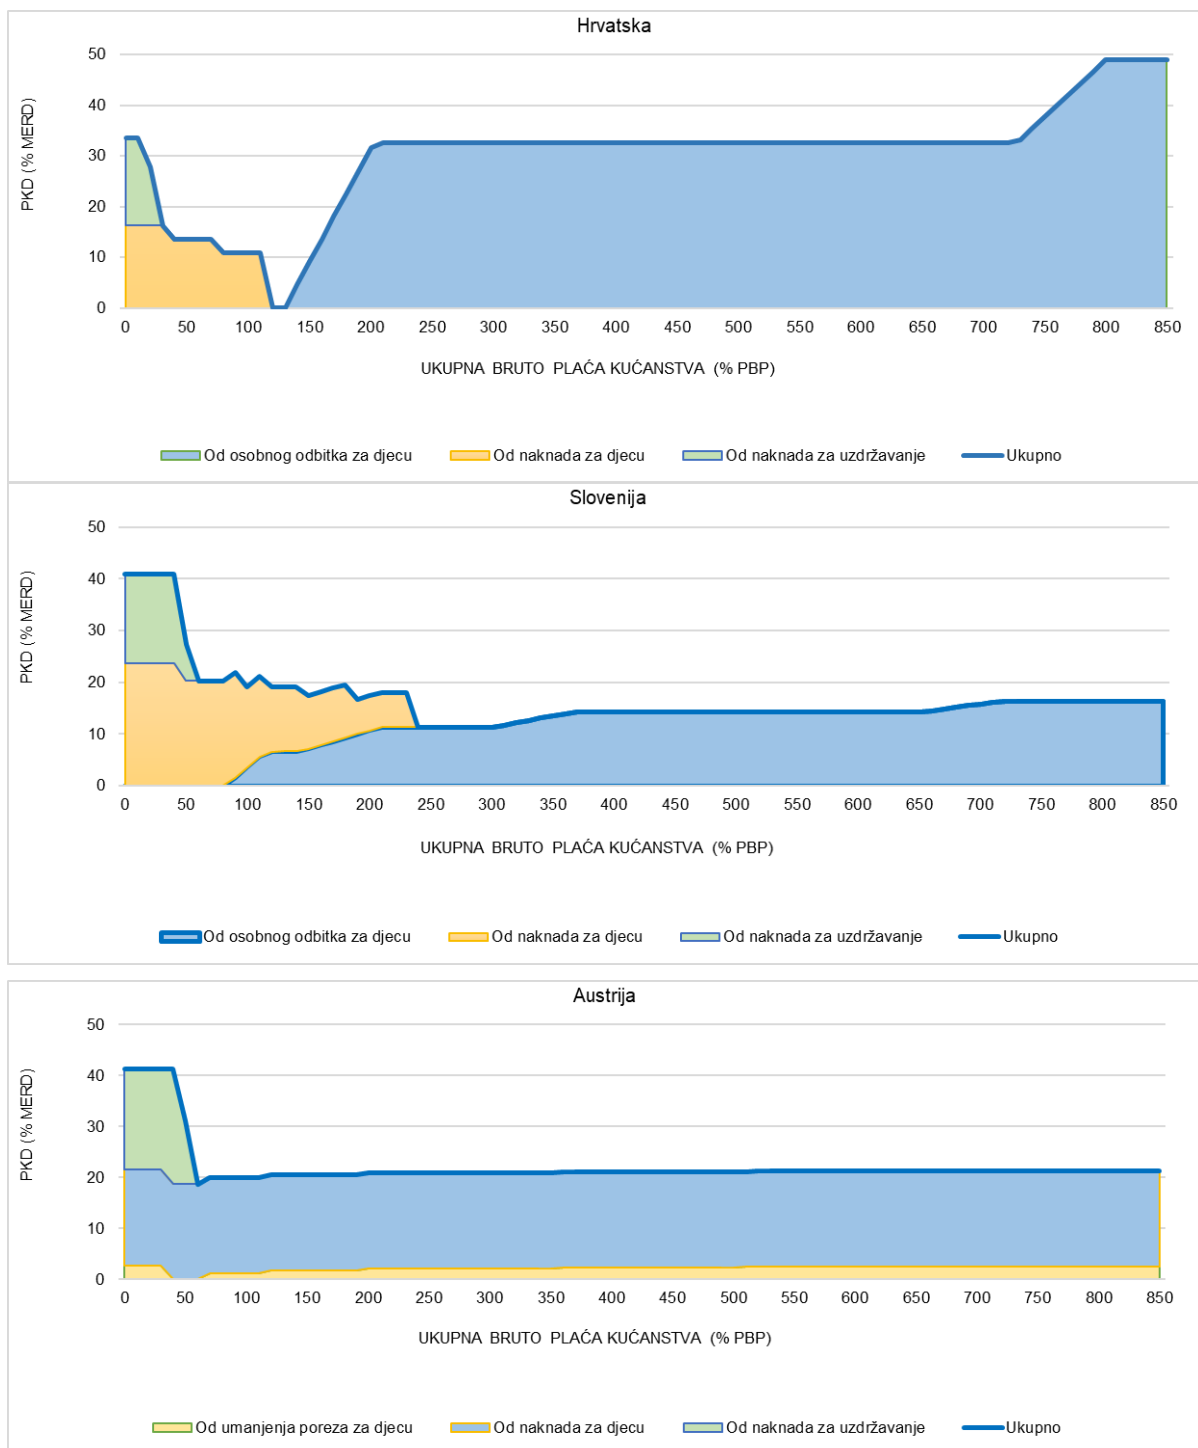 Hrvatska
PKD (% MERD)
50
40
30
20
10
0
0 50 100 150 200 250 300 350 400 450 500 550 600 650 700 750 800 850
UKUPNA BRUTO PLAĆA KUĆANSTVA (% PBP)
Od osobnog odbitka za djecu Od naknada za djecu Od naknada za uzdržavanje Ukupno
Slovenija
PKD (% MERD)
50
40
30
20
10
0
0 50 100 150 200 250 300 350 400 450 500 550 600 650 700 750 800 850
UKUPNA BRUTO PLAĆA KUĆANSTVA (% PBP)
Od osobnog odbitka za djecu Od naknada za djecu Od naknada za uzdržavanje Ukupno
Austrija
PKD (% MERD)
50
40
30
20
10
0
0 50 100 150 200 250 300 350 400 450 500 550 600 650 700 750 800 850
UKUPNA BRUTO PLAĆA KUĆANSTVA (% PBP)
Od umanjenja poreza za djecu Od naknada za djecu Od naknada za uzdržavanje Ukupno